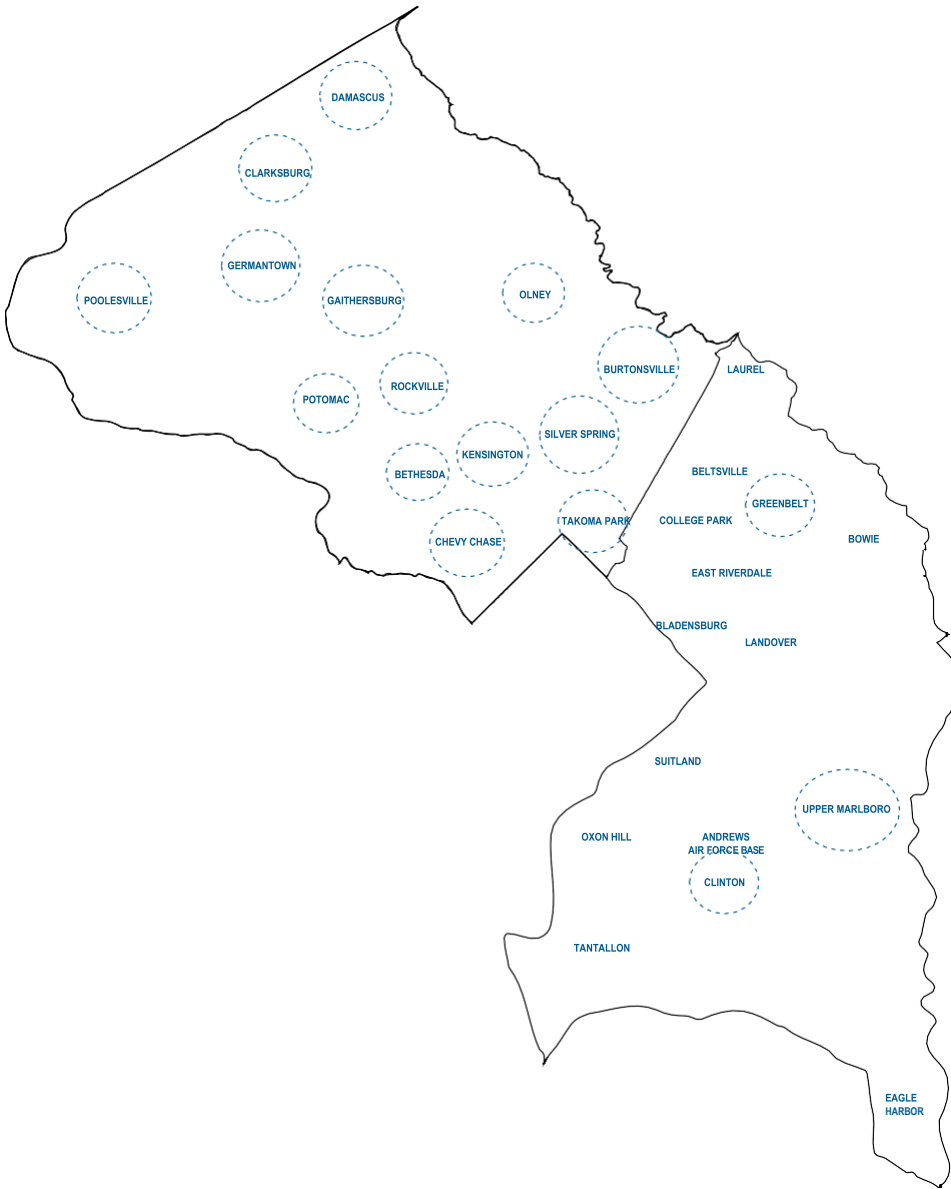 DAMASCUS
CLARKSBURG
GERMANTOWN
POOLESVILLE
GAITHERSBURG
OLNEY
BURTONSVILLE
LAUREL
ROCKVILLE
POTOMAC
SILVER SPRING
KENSINGTON
BETHESDA
BELTSVILLE
GREENBELT
TAKOMA PARK
COLLEGE PARK
CHEVY CHASE
BOWIE
EAST RIVERDALE
BLADENSBURG
LANDOVER
SUITLAND
UPPER MARLBORO
OXON HILL
ANDREWS
AIR FORCE BASE
CLINTON
TANTALLON
EAGLE
HARBOR